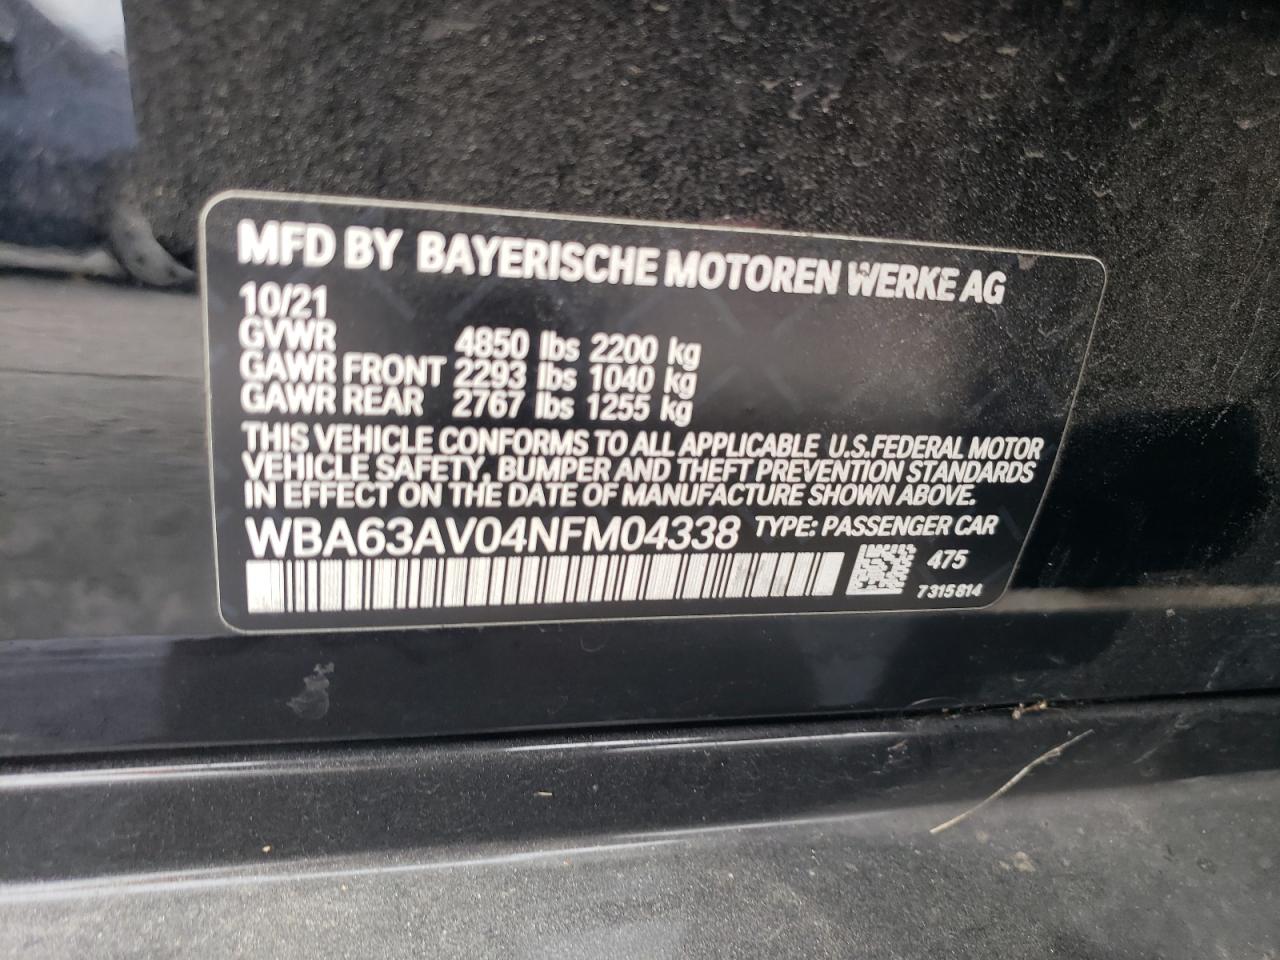 MFD BY BAYERISCHE MOTOREN WERKE AG
10/21
GVWR 4850 lbs 2200 kg
GAWR FRONT 2293 lbs 1040 kg
GAWR REAR 2767 lbs 1255 kg
THIS VEHICLE CONFORMS TO ALL APPLICABLE U.S.FEDERAL MOTOR
VEHICLE SAFETY, BUMPER AND THEFT PREVENTION STANDARDS
IN EFFECT ON THE DATE OF MANUFACTURE SHOWN ABOVE.
WBA63AV04NFM04338 TYPE: PASSENGER CAR
475
7315814